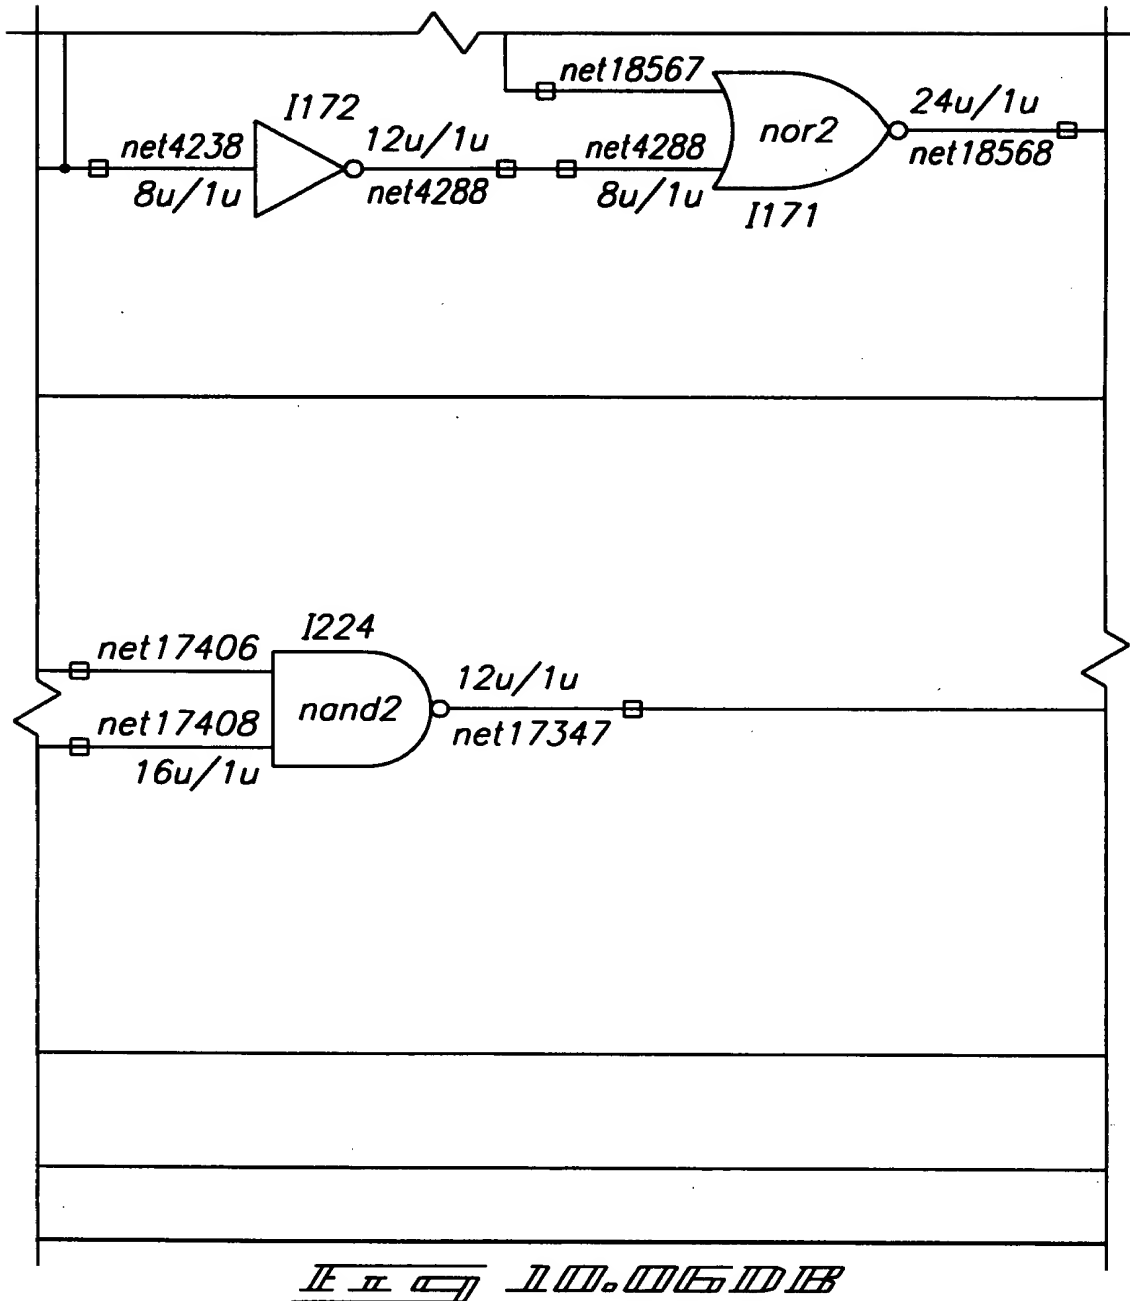 net18567
24u/1u
I172
nor2
12u/1u
net4238
net4288
net18568
8u/1u
net4288
8u/1u
I171
I224
net17406
12u/1u
nand2
net17408
net17347
16u/1u
Fig 10.06DB